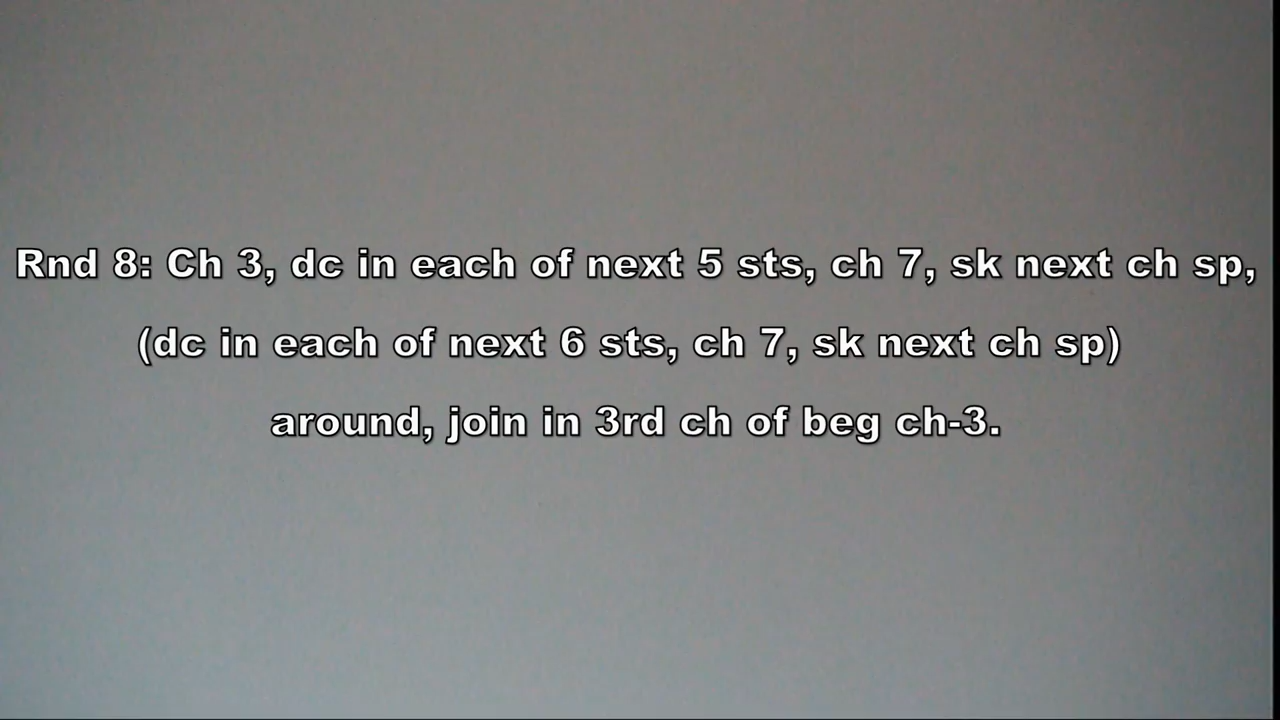 Rnd 8: Ch 3, dc in each of next 5 sts, ch 7, sk next ch sp,
(dc in each of next 6 sts, ch 7, sk next ch sp)
around, join in 3rd ch of beg ch-3.